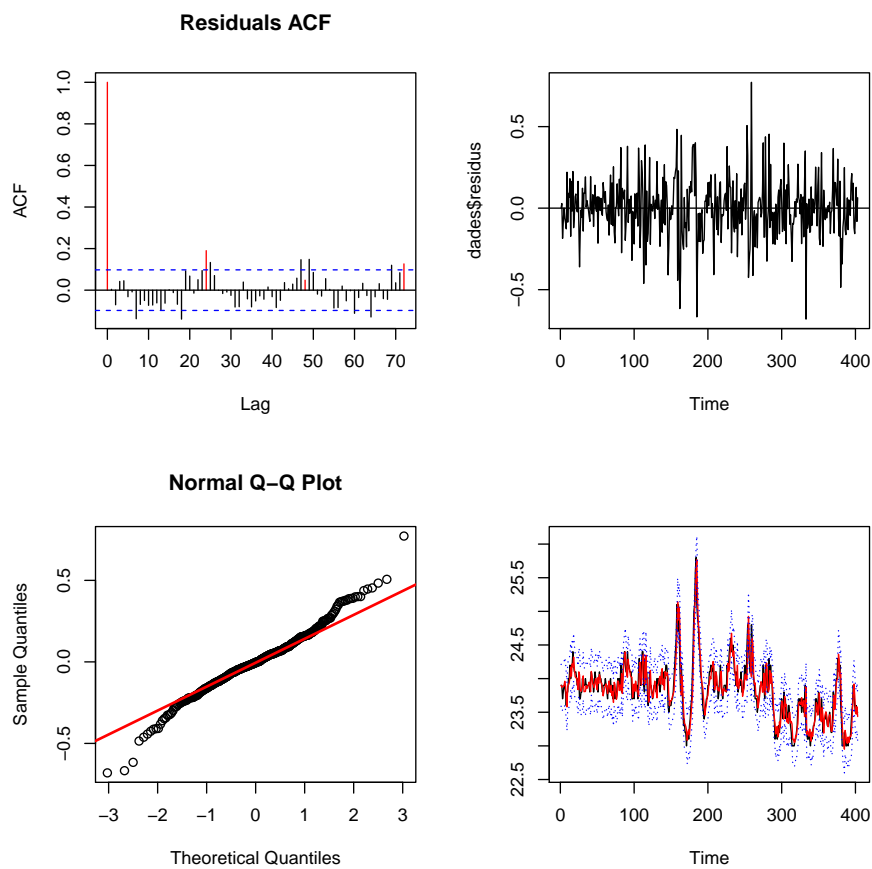 Residuals ACF
ACF
0.0 0.2 0.4 0.6 0.8 1.0
0 10 20 30 40 50 60 70
Lag
dades$residus
−0.5 0.0 0.5
0 100 200 300 400
Time
Normal Q−Q Plot
Sample Quantiles
−0.5 0.0 0.5
−3 −2 −1 0 1 2 3
Theoretical Quantiles
22.5 23.5 24.5 25.5
0 100 200 300 400
Time